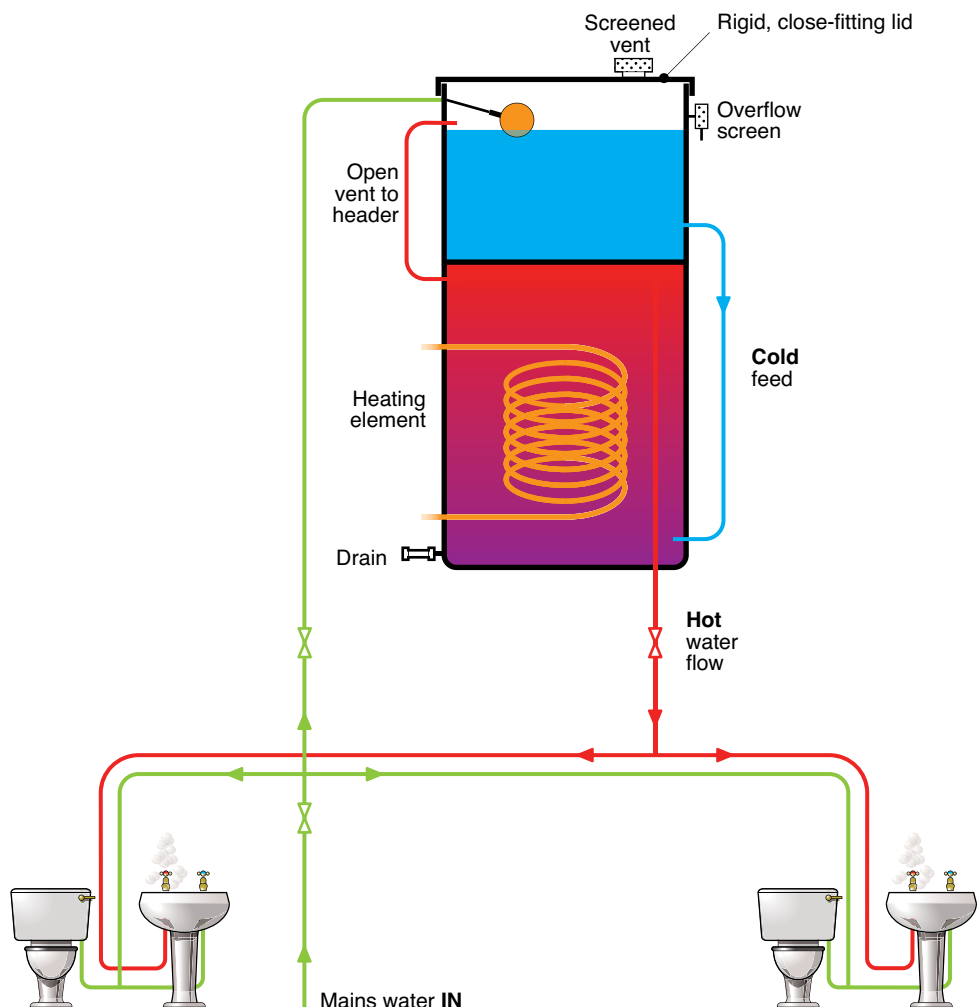 Screened
vent
Rigid, close-fitting lid
Overflow
screen
Open
vent to
header
Cold
feed
Heating
element
Drain
Hot
water
flow
Mains water IN